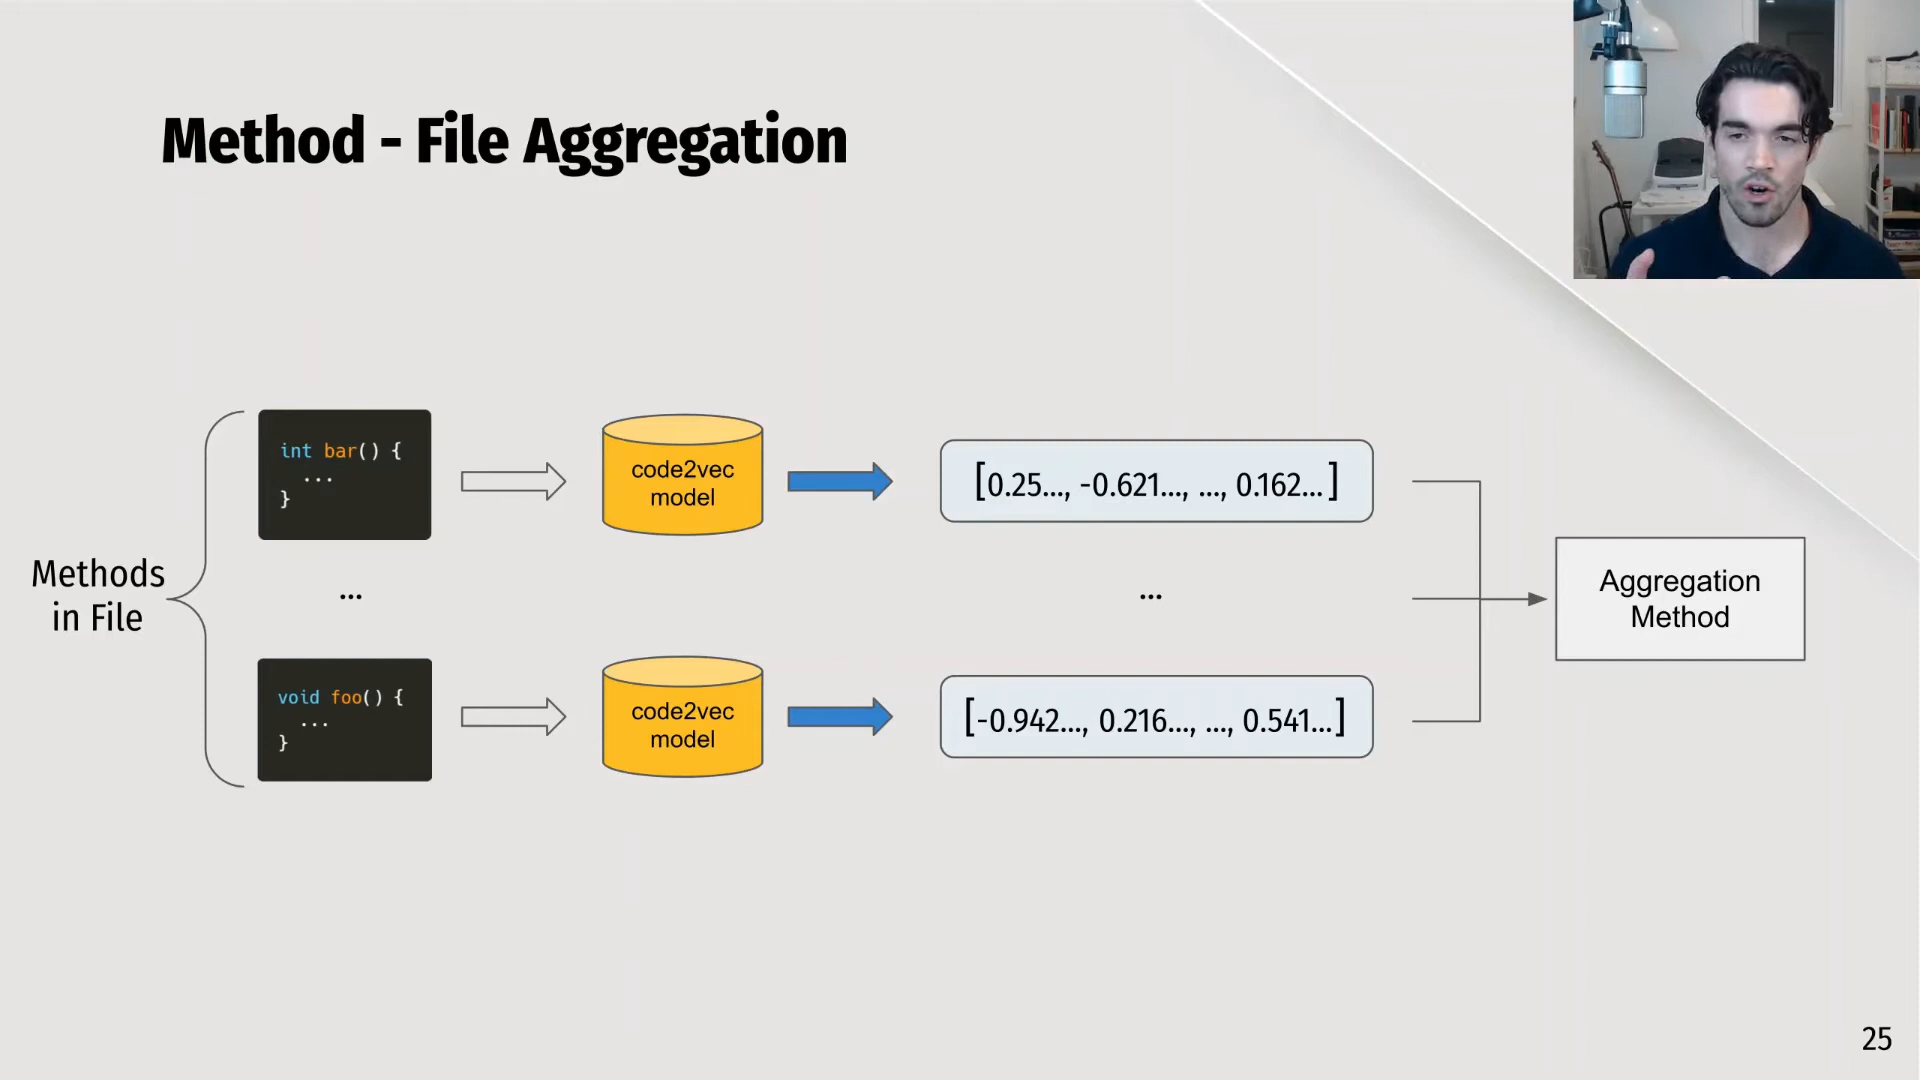 Method - File Aggregation
Methods
in File
int bar() {
...
}
code2vec
model
[0.25..., -0.621..., ..., 0.162...]
...
...
void foo() {
...
}
code2vec
model
[-0.942..., 0.216..., ..., 0.541...]
Aggregation
Method
25